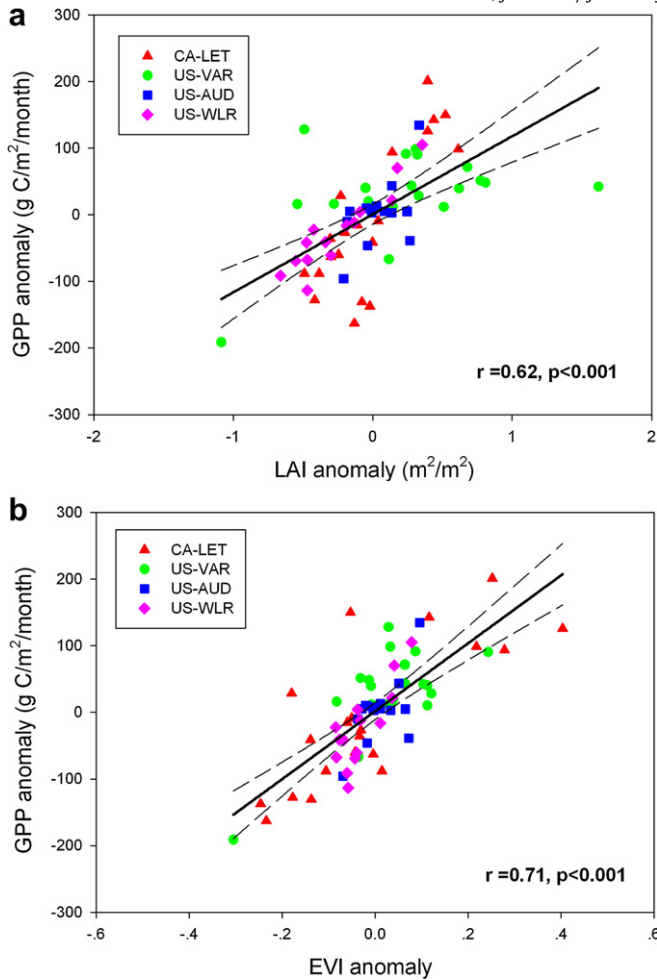 a
CA-LET
US-VAR
US-AUD
US-WLR
GPP anomaly (g C/m²/month)
300
200
100
0
-100
-200
-300
r =0.62, p<0.001
-2 -1 0 1 2
LAI anomaly (m²/m²)
b
CA-LET
US-VAR
US-AUD
US-WLR
GPP anomaly (g C/m²/month)
300
200
100
0
-100
-200
-300
r =0.71, p<0.001
-.6 -.4 -.2 0.0 .2 .4 .6
EVI anomaly